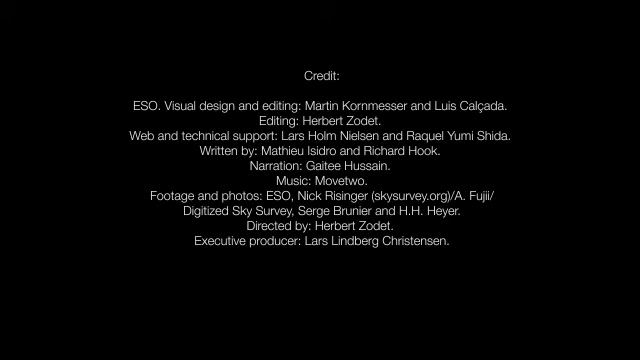 Credit:
ESO. Visual design and editing: Martin Kornmesser and Luis Calçada.
Editing: Herbert Zodet.
Web and technical support: Lars Holm Nielsen and Raquel Yumi Shida.
Written by: Mathieu Isidro and Richard Hook.
Narration: Gaitee Hussain.
Music: Movetwo.
Footage and photos: ESO, Nick Risinger (skysurvey.org)/A. Fujii/
Digitized Sky Survey, Serge Brunier and H.H. Heyer.
Directed by: Herbert Zodet.
Executive producer: Lars Lindberg Christensen.